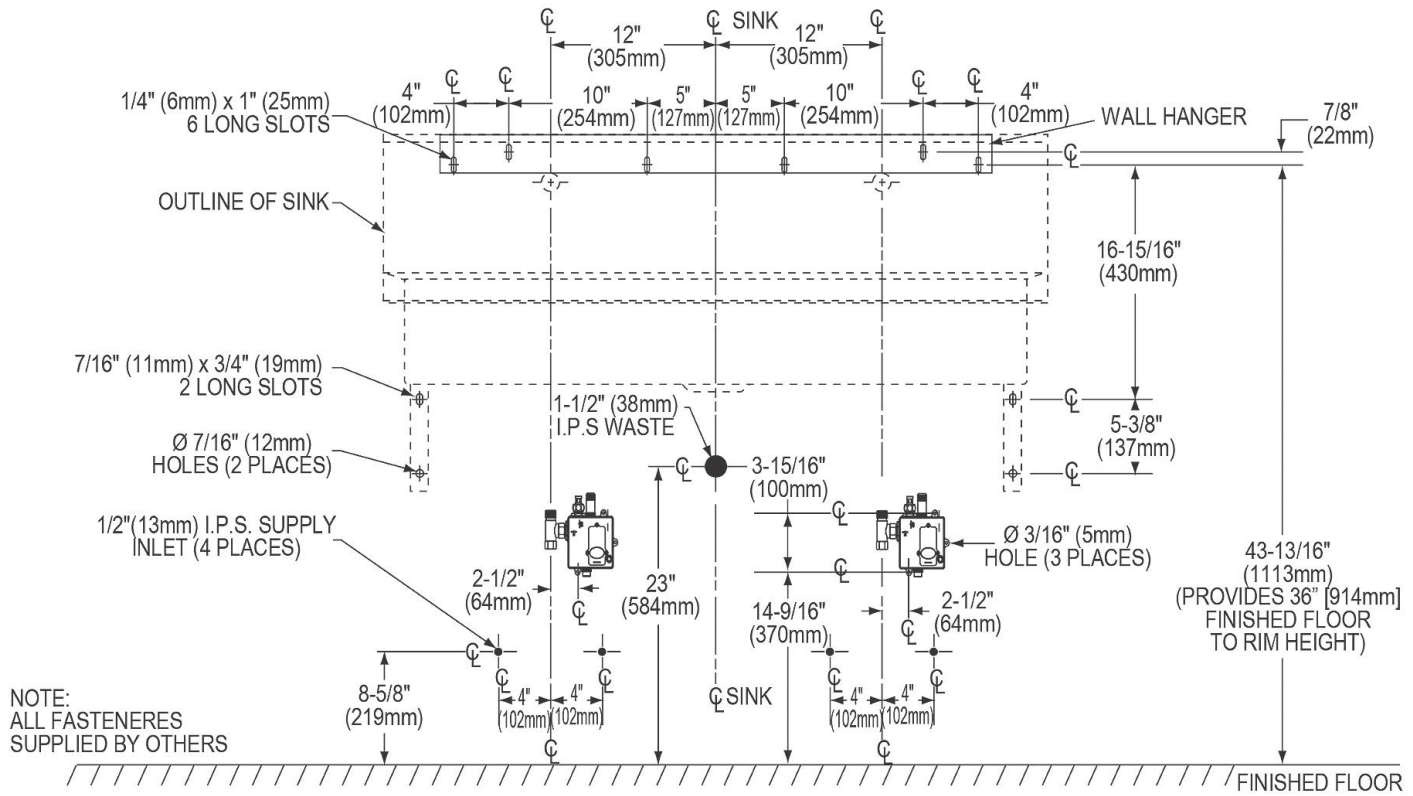 ℄ ℄ SINK ℄
12"
(305mm)
12"
(305mm)
℄ ℄ ℄ ℄
4"
(102mm)
10"
(254mm)
5"
(127mm)
5"
(127mm)
10"
(254mm)
4"
(102mm)
1/4" (6mm) x 1" (25mm)
6 LONG SLOTS
WALL HANGER
7/8"
(22mm)
℄
OUTLINE OF SINK
16-15/16"
(430mm)
7/16" (11mm) x 3/4" (19mm)
2 LONG SLOTS
℄
1-1/2" (38mm)
I.P.S WASTE
5-3/8"
(137mm)
Ø 7/16" (12mm)
HOLES (2 PLACES)
℄
℄
3-15/16"
(100mm)
1/2"(13mm) I.P.S. SUPPLY
INLET (4 PLACES)
℄
Ø 3/16" (5mm)
HOLE (3 PLACES)
43-13/16"
(1113mm)
(PROVIDES 36” [914mm]
FINISHED FLOOR
TO RIM HEIGHT)
2-1/2"
(64mm)
℄
23"
(584mm)
℄
14-9/16"
(370mm)
℄
2-1/2"
(64mm)
℄
℄ ℄ ℄ ℄
8-5/8"
(219mm)
4"
(102mm)
4"
(102mm)
℄ SINK
℄
4"
(102mm)
4"
(102mm)
℄
NOTE:
ALL FASTENERES
SUPPLIED BY OTHERS
℄
FINISHED FLOOR